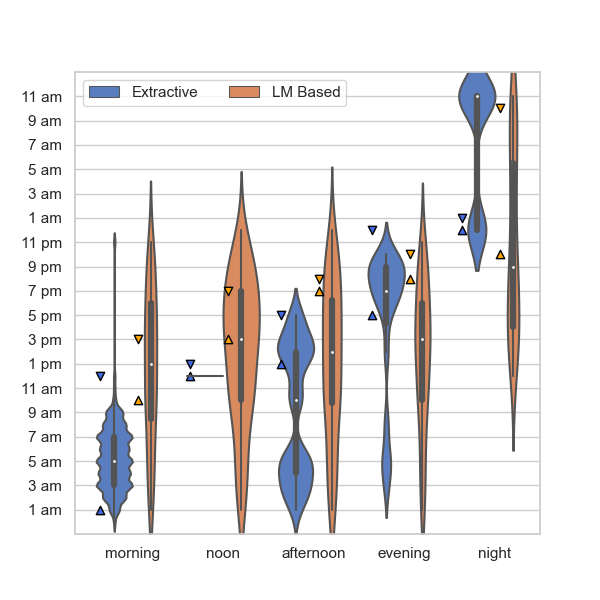 Extractive LM Based
11 am
9 am
7 am
5 am
3 am
1 am
11 pm
9 pm
7 pm
5 pm
3 pm
1 pm
11 am
9 am
7 am
5 am
3 am
1 am
morning noon afternoon evening night